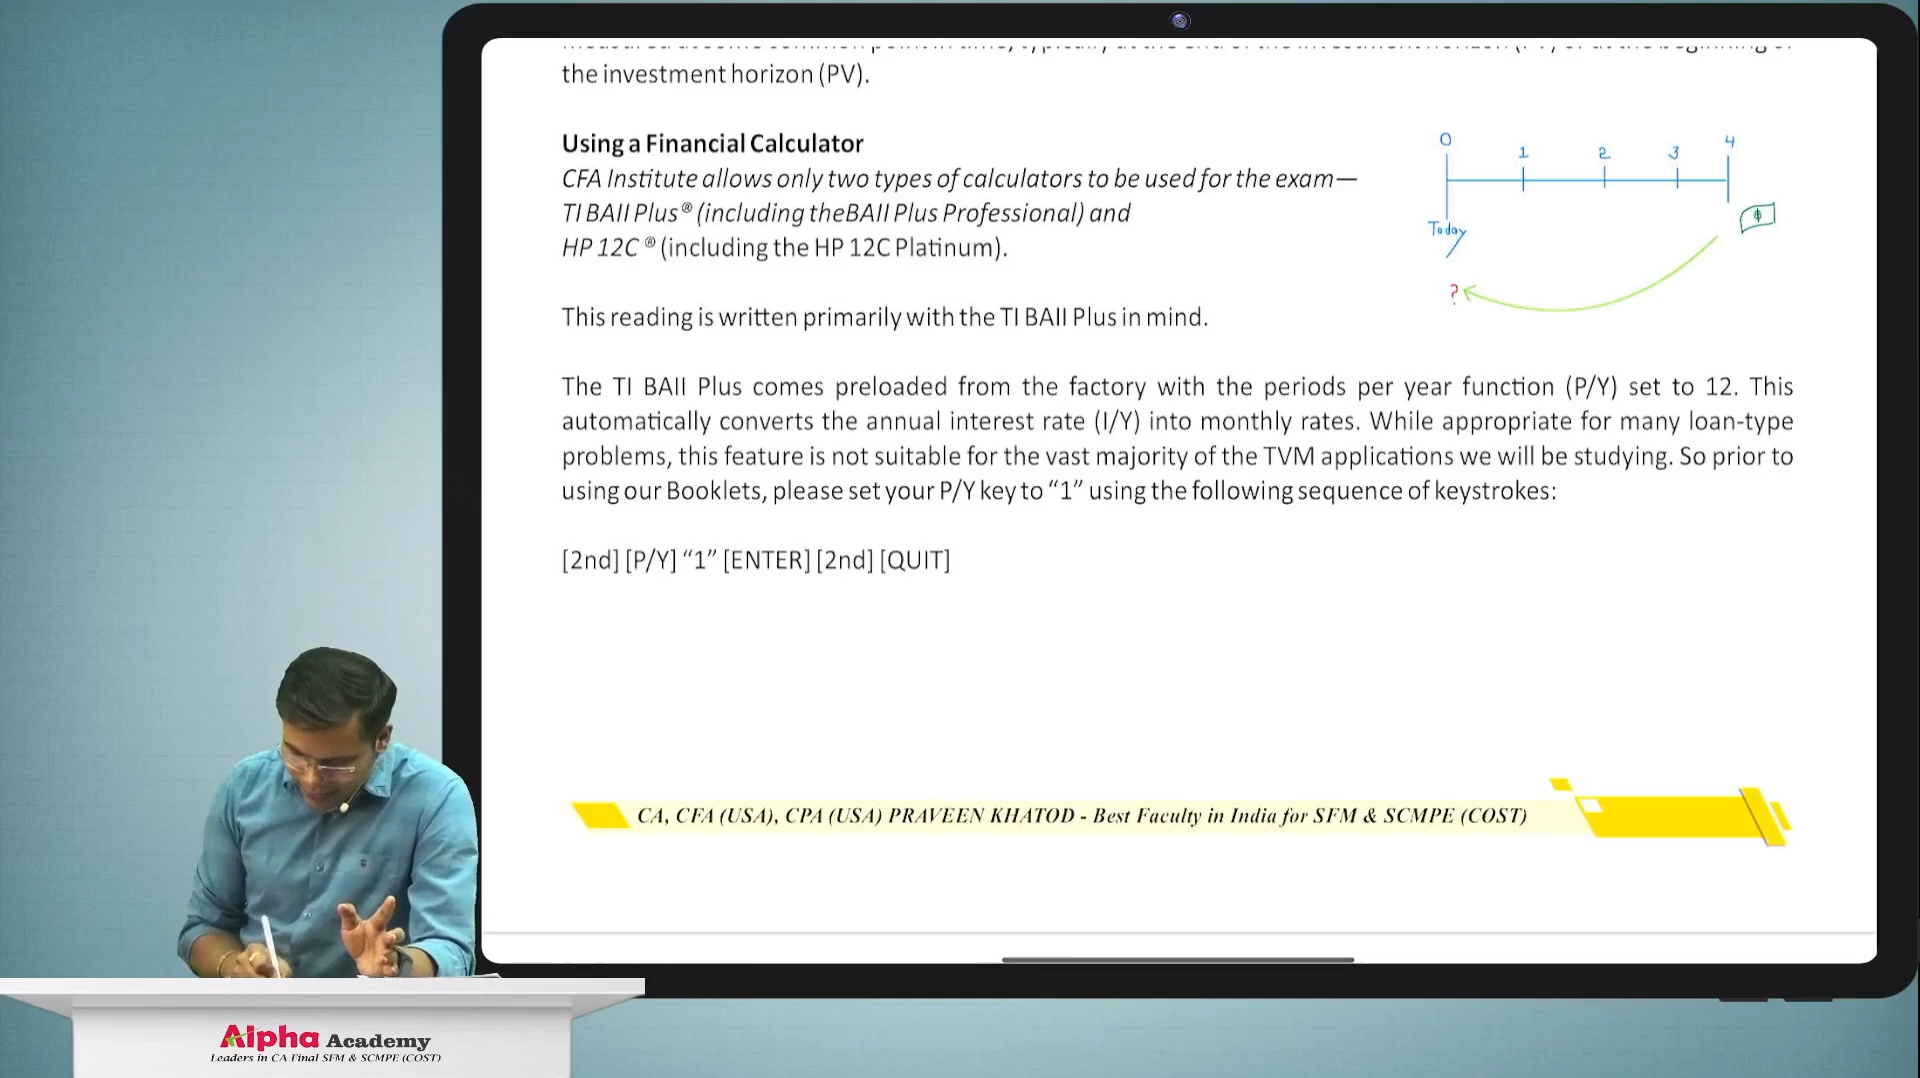 the investment horizon (PV).
Using a Financial Calculator
CFA Institute allows only two types of calculators to be used for the exam—
TI BAII Plus® (including theBAII Plus Professional) and
HP 12C ® (including the HP 12C Platinum).
0 1 2 3 4
$
Today
?
This reading is written primarily with the TI BAII Plus in mind.
The TI BAII Plus comes preloaded from the factory with the periods per year function (P/Y) set to 12. This
automatically converts the annual interest rate (I/Y) into monthly rates. While appropriate for many loan-type
problems, this feature is not suitable for the vast majority of the TVM applications we will be studying. So prior to
using our Booklets, please set your P/Y key to “1” using the following sequence of keystrokes:
[2nd] [P/Y] “1” [ENTER] [2nd] [QUIT]
CA, CFA (USA), CPA (USA) PRAVEEN KHATOD - Best Faculty in India for SFM & SCMPE (COST)
Alpha Academy
Leaders in CA Final SFM & SCMPE (COST)